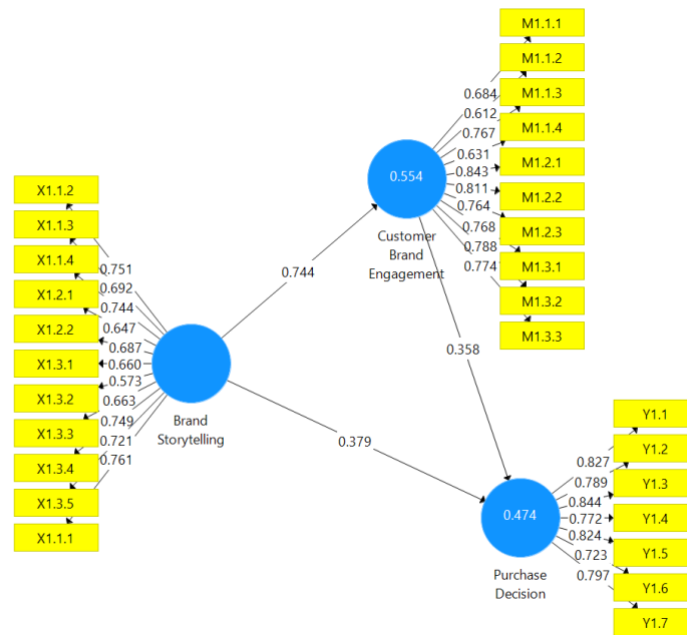 M1.1.1
M1.1.2
M1.1.3
M1.1.4
M1.2.1
M1.2.2
M1.2.3
M1.3.1
M1.3.2
M1.3.3
0.684
0.612
0.767
0.631
0.843
0.811
0.764
0.768
0.788
0.774
0.554
Customer
Brand
Engagement
X1.1.2
X1.1.3
X1.1.4
X1.2.1
X1.2.2
X1.3.1
X1.3.2
X1.3.3
X1.3.4
X1.3.5
X1.1.1
0.751
0.692
0.744
0.647
0.687
0.660
0.573
0.663
0.749
0.721
0.761
Brand
Storytelling
0.744
0.358
0.379
0.474
Purchase
Decision
0.827
0.789
0.844
0.772
0.824
0.723
0.797
Y1.1
Y1.2
Y1.3
Y1.4
Y1.5
Y1.6
Y1.7